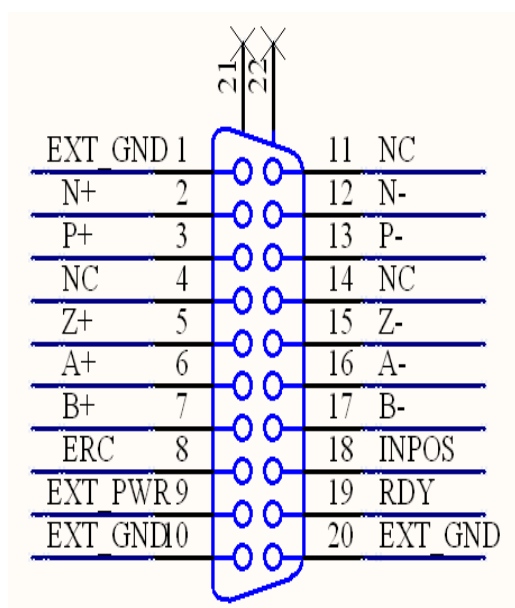 21 22
EXT_GND 1 11 NC
N+ 2 12 N-
P+ 3 13 P-
NC 4 14 NC
Z+ 5 15 Z-
A+ 6 16 A-
B+ 7 17 B-
ERC 8 18 INPOS
EXT_PWR 9 19 RDY
EXT_GND 10 20 EXT_GND